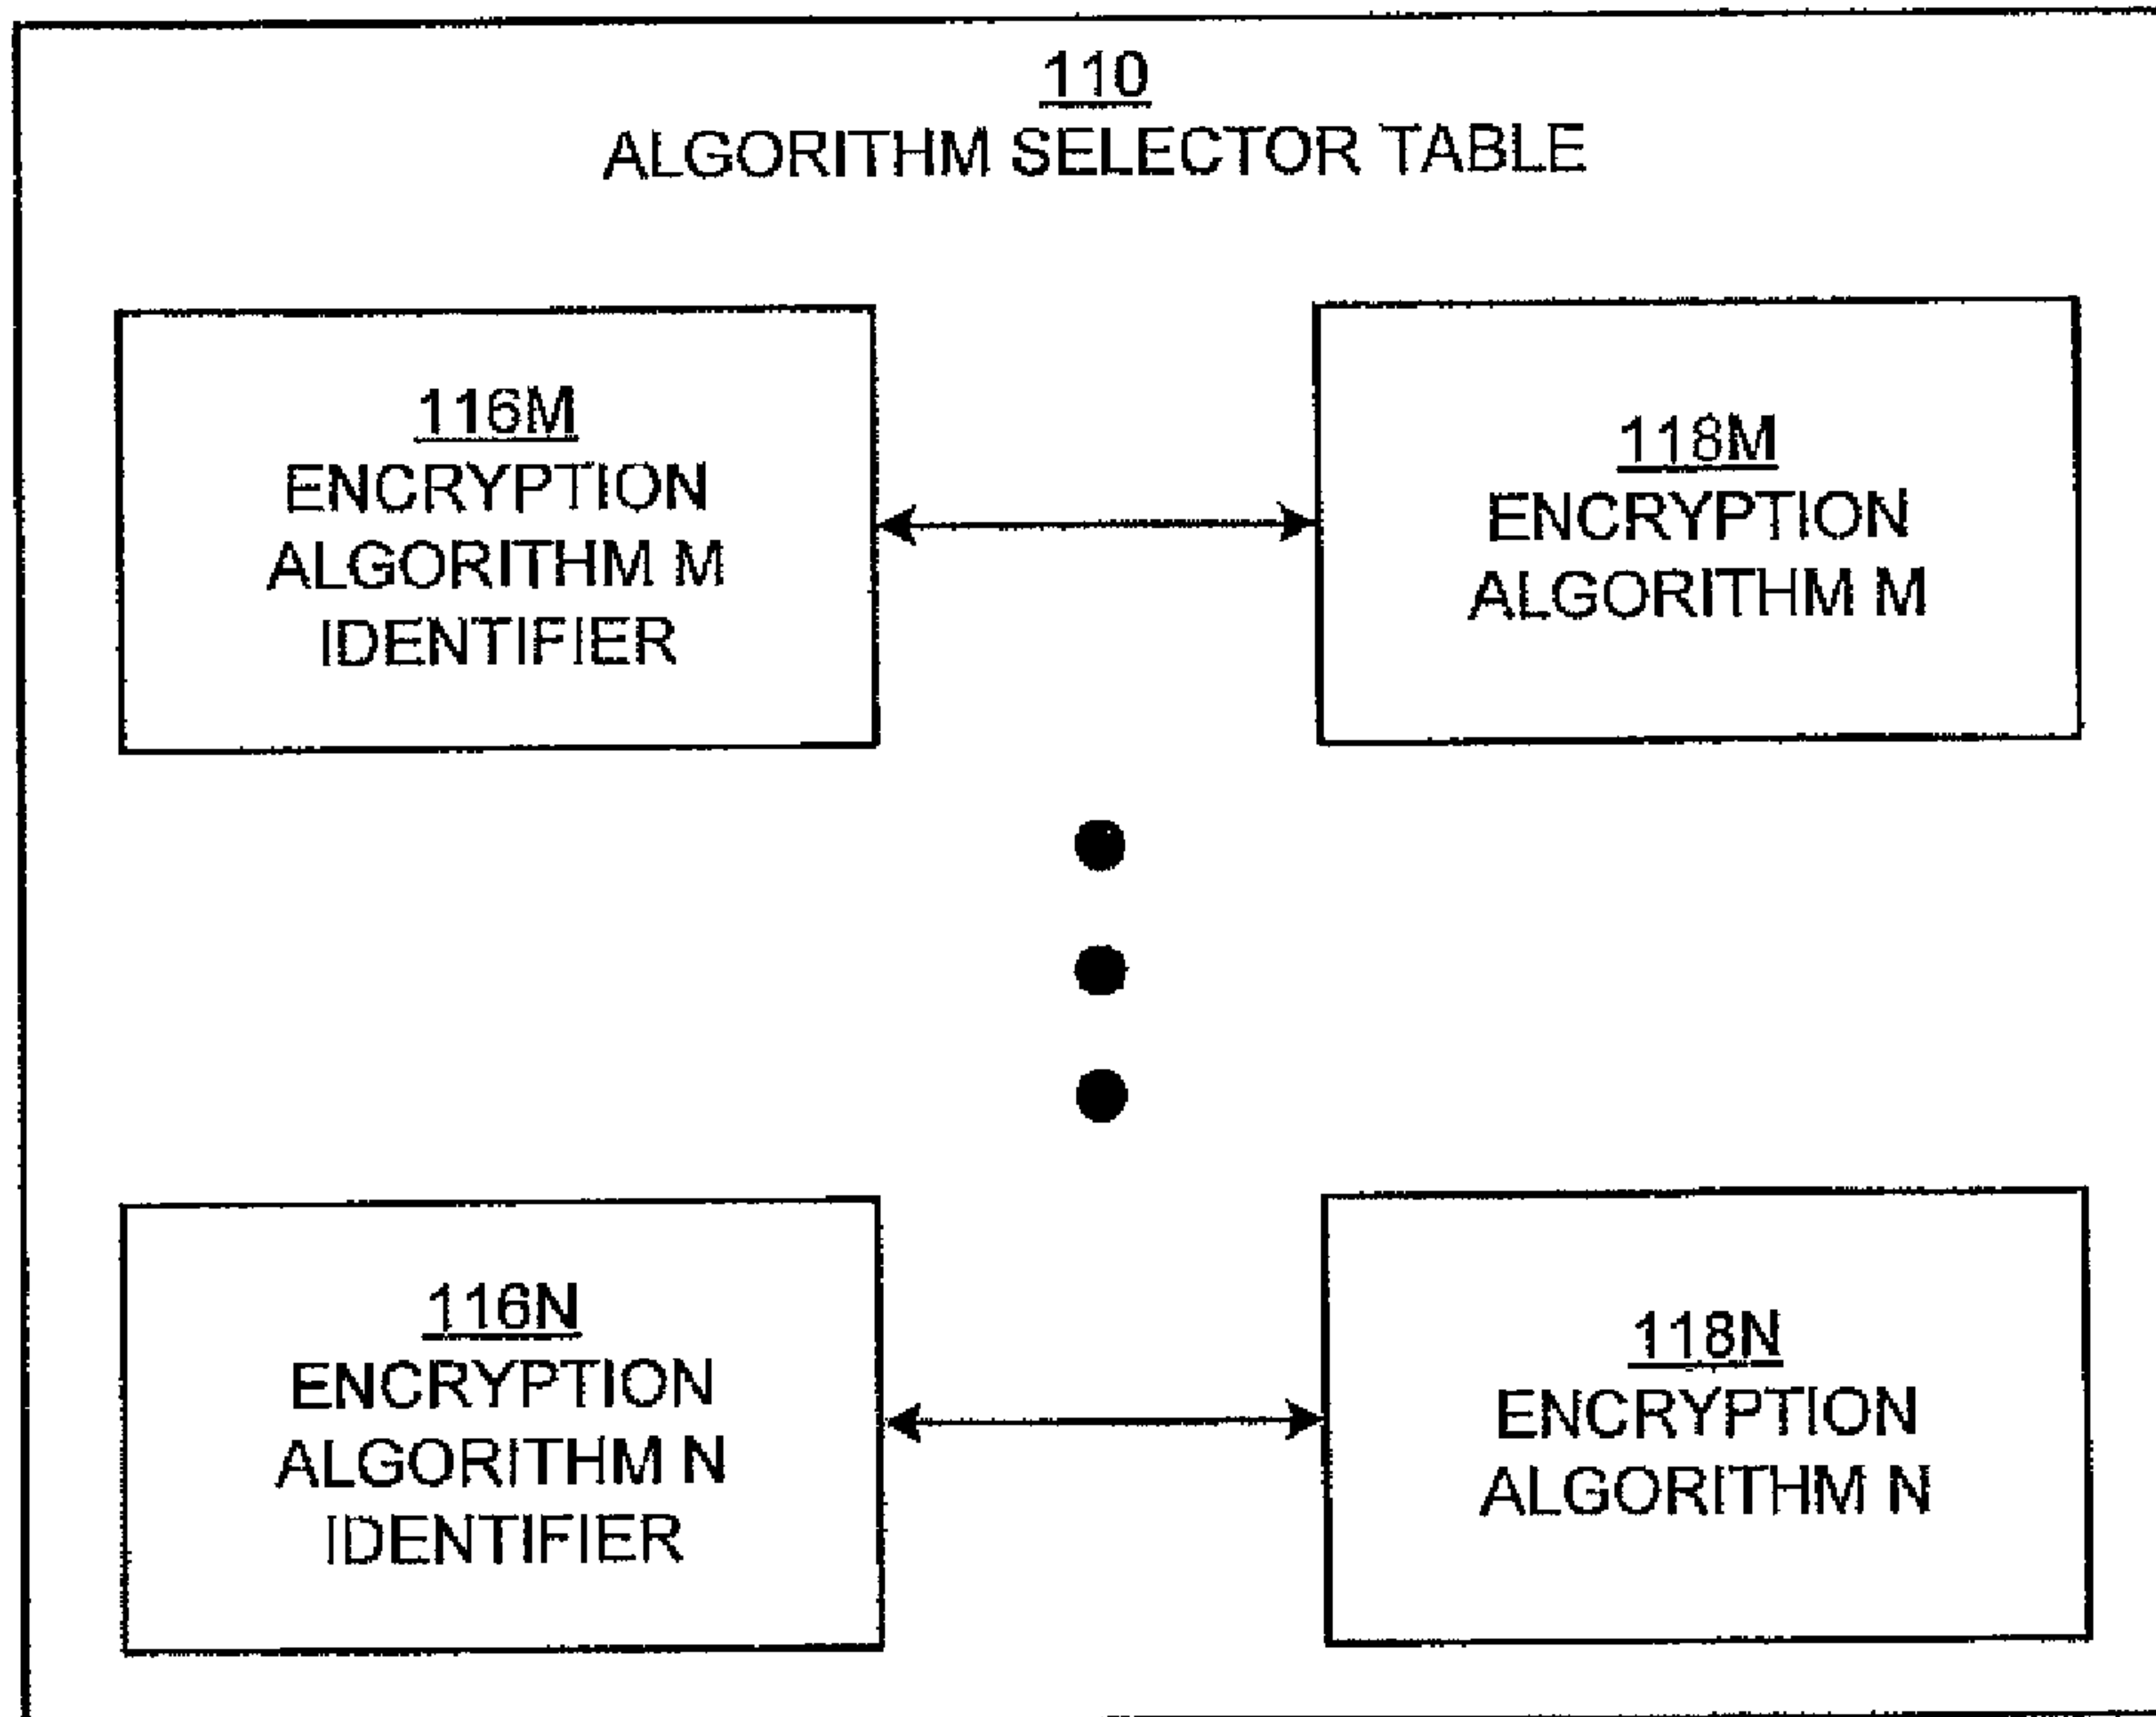 110
ALGORITHM SELECTOR TABLE
116M
ENCRYPTION
ALGORITHM M
IDENTIFIER
118M
ENCRYPTION
ALGORITHM M
116N
ENCRYPTION
ALGORITHM N
IDENTIFIER
118N
ENCRYPTION
ALGORITHM N